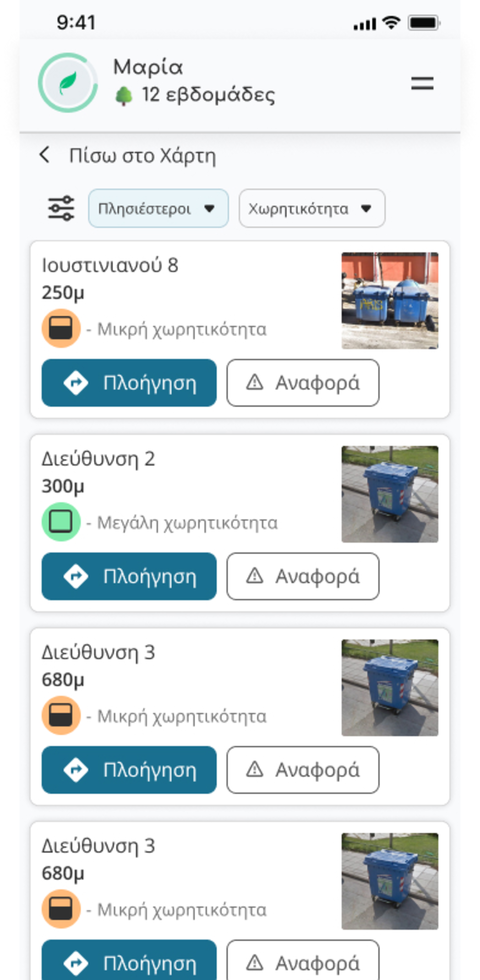 9:41
Μαρία
12 εβδομάδες
Πίσω στο Χάρτη
Πλησιέστεροι
Χωρητικότητα
Ιουστινιανού 8
250μ
- Μικρή χωρητικότητα
Πλοήγηση
Αναφορά
Διεύθυνση 2
300μ
- Μεγάλη χωρητικότητα
Πλοήγηση
Αναφορά
Διεύθυνση 3
680μ
- Μικρή χωρητικότητα
Πλοήγηση
Αναφορά
Διεύθυνση 3
680μ
- Μικρή χωρητικότητα
Πλοήγηση
Αναφορά